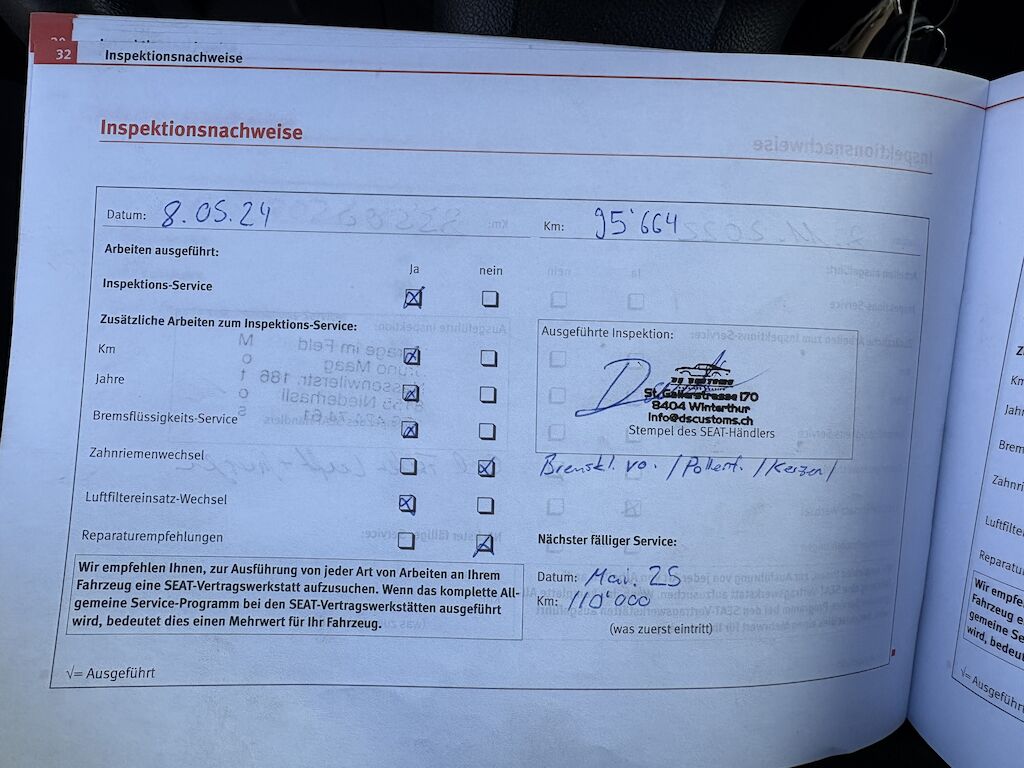 32 Inspektionsnachweise
Inspektionsnachweise
Datum: 8.05.24 Km: 95'664
Arbeiten ausgeführt:
Ja nein
Inspektions-Service
Zusätzliche Arbeiten zum Inspektions-Service:
Km
Jahre
Bremsflüssigkeits-Service
Zahnriemenwechsel
Luftfiltereinsatz-Wechsel
Reparaturempfehlungen
Ausgeführte Inspektion:
DS CUSTOMS
St. Gallerstrasse 170
8404 Winterthur
info@dscustoms.ch
Stempel des SEAT-Händlers
Bremskl. vo. / Pollenf. / Kerzen /
Nächster fälliger Service:
Datum: Mai. 25
Km: 110'000
(was zuerst eintritt)
Wir empfehlen Ihnen, zur Ausführung von jeder Art von Arbeiten an Ihrem
Fahrzeug eine SEAT-Vertragswerkstatt aufzusuchen. Wenn das komplette All-
gemeine Service-Programm bei den SEAT-Vertragswerkstätten ausgeführt
wird, bedeutet dies einen Mehrwert für Ihr Fahrzeug.
√= Ausgeführt